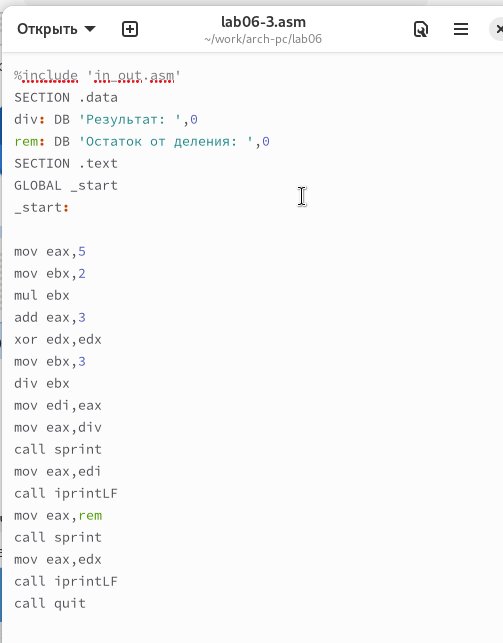 Открыть
lab06-3.asm
~/work/arch-pc/lab06
%include 'in_out.asm'
SECTION .data
div: DB 'Результат: ',0
rem: DB 'Остаток от деления: ',0
SECTION .text
GLOBAL _start
_start:
mov eax,5
mov ebx,2
mul ebx
add eax,3
xor edx,edx
mov ebx,3
div ebx
mov edi,eax
mov eax,div
call sprint
mov eax,edi
call iprintLF
mov eax,rem
call sprint
mov eax,edx
call iprintLF
call quit